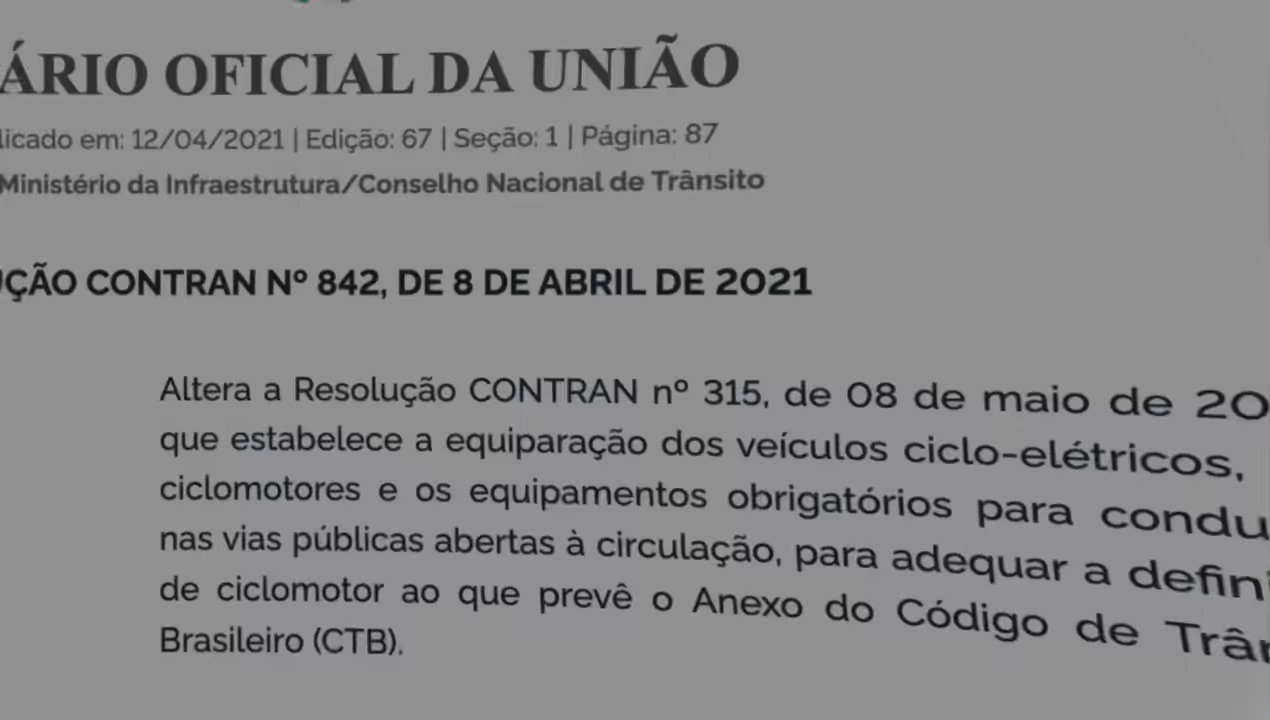 ÁRIO OFICIAL DA UNIÃO
licado em: 12/04/2021 | Edição: 67 | Seção: 1 | Página: 87
Ministério da Infraestrutura/Conselho Nacional de Trânsito
UÇÃO CONTRAN Nº 842, DE 8 DE ABRIL DE 2021
Altera a Resolução CONTRAN nº 315, de 08 de maio de 20
que estabelece a equiparação dos veículos ciclo-elétricos,
ciclomotores e os equipamentos obrigatórios para condu
nas vias públicas abertas à circulação, para adequar a defin
de ciclomotor ao que prevê o Anexo do Código de Trân
Brasileiro (CTB).